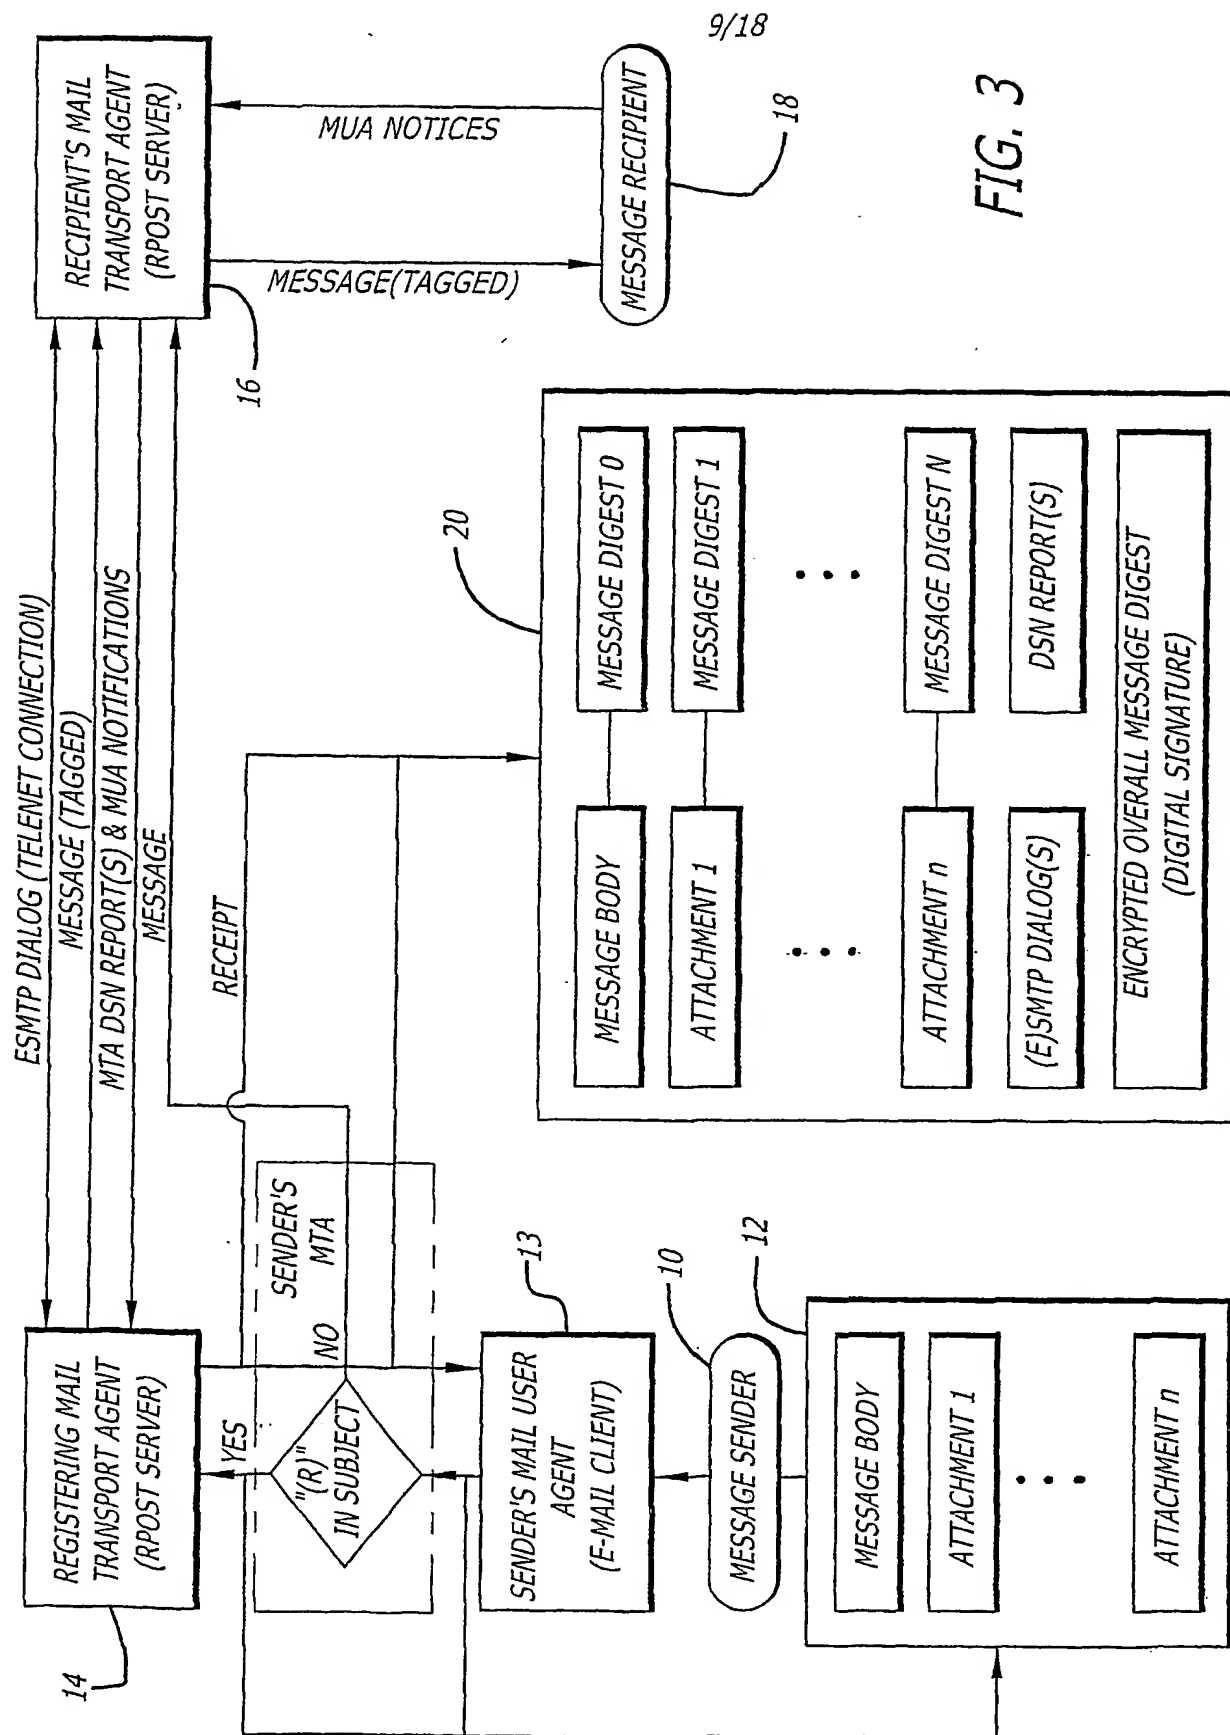 9/18
ESMTP DIALOG (TELENET CONNECTION)
MESSAGE (TAGGED)
MTA DSN REPORT(S) & MUA NOTIFICATIONS
MESSAGE
REGISTERING MAIL
TRANSPORT AGENT
(RPOST SERVER)
14
RECIPIENT'S MAIL
TRANSPORT AGENT
(RPOST SERVER)
16
MESSAGE(TAGGED)
MUA NOTICES
MESSAGE RECIPIENT
18
RECEIPT
YES
"(R)"
IN SUBJECT
NO
SENDER'S
MTA
SENDER'S MAIL USER
AGENT
(E-MAIL CLIENT)
13
MESSAGE SENDER
10
12
MESSAGE BODY
ATTACHMENT 1
ATTACHMENT n
20
MESSAGE BODY
MESSAGE DIGEST 0
ATTACHMENT 1
MESSAGE DIGEST 1
ATTACHMENT n
MESSAGE DIGEST N
(E)SMTP DIALOG(S)
DSN REPORT(S)
ENCRYPTED OVERALL MESSAGE DIGEST
(DIGITAL SIGNATURE)
FIG. 3